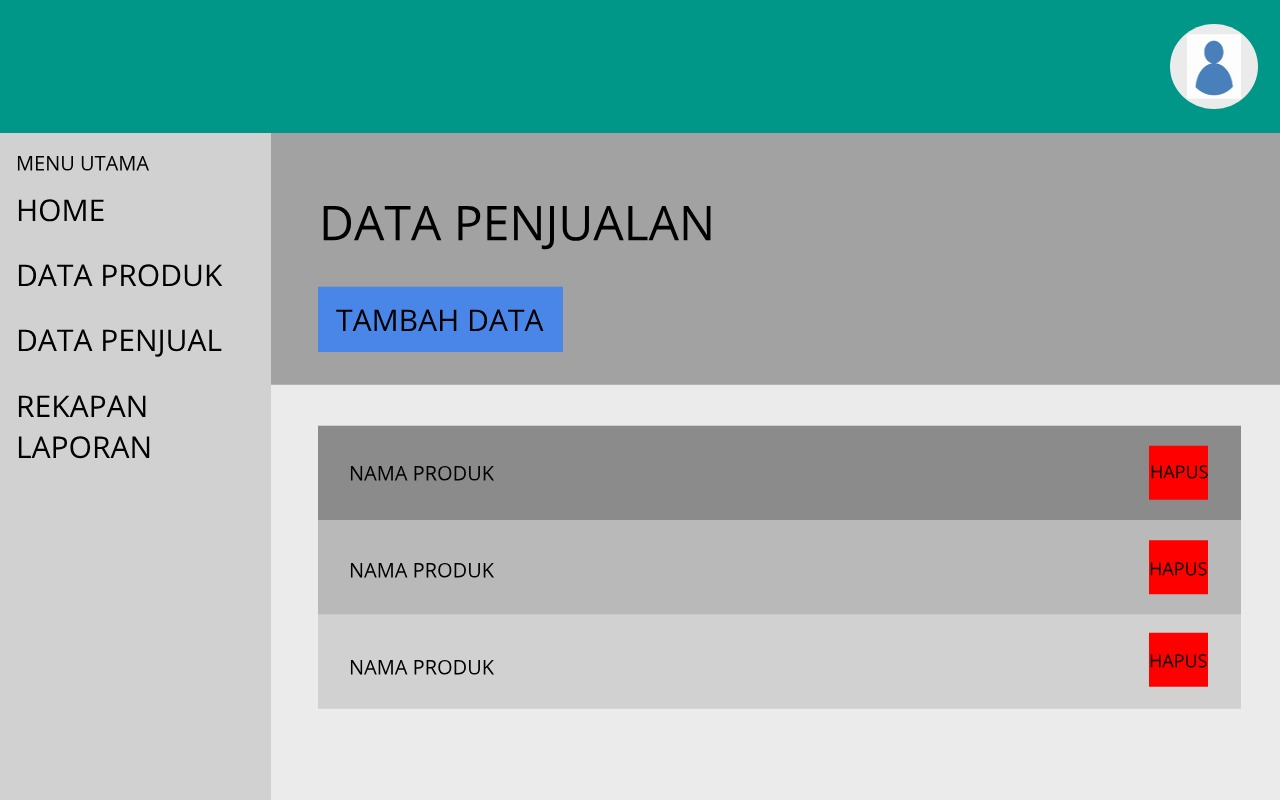 MENU UTAMA
HOME
DATA PRODUK
DATA PENJUAL
REKAPAN
LAPORAN
DATA PENJUALAN
TAMBAH DATA
NAMA PRODUK
HAPUS
NAMA PRODUK
HAPUS
NAMA PRODUK
HAPUS